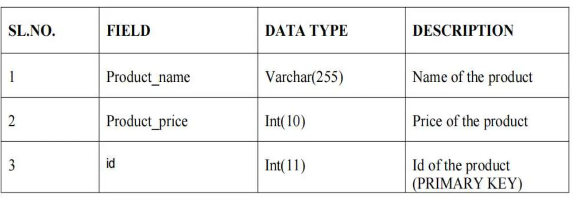 SL.NO. FIELD DATA TYPE DESCRIPTION
1 Product_name Varchar(255) Name of the product
2 Product_price Int(10) Price of the product
3 id Int(11) Id of the product
(PRIMARY KEY)